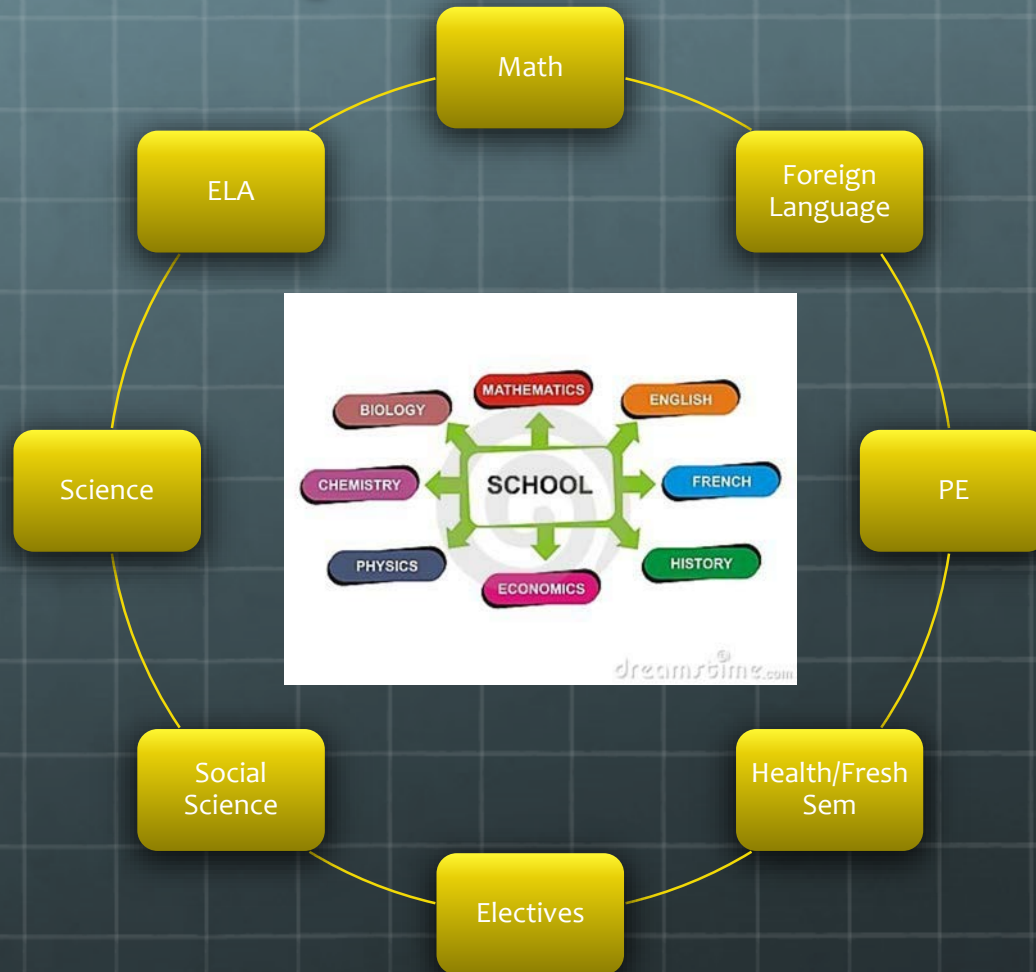 Math
ELA
Foreign
Language
MATHEMATICS
BIOLOGY
ENGLISH
CHEMISTRY
SCHOOL
FRENCH
PHYSICS
HISTORY
ECONOMICS
dreamstime.com
Science
PE
Social
Science
Health/Fresh
Sem
Electives